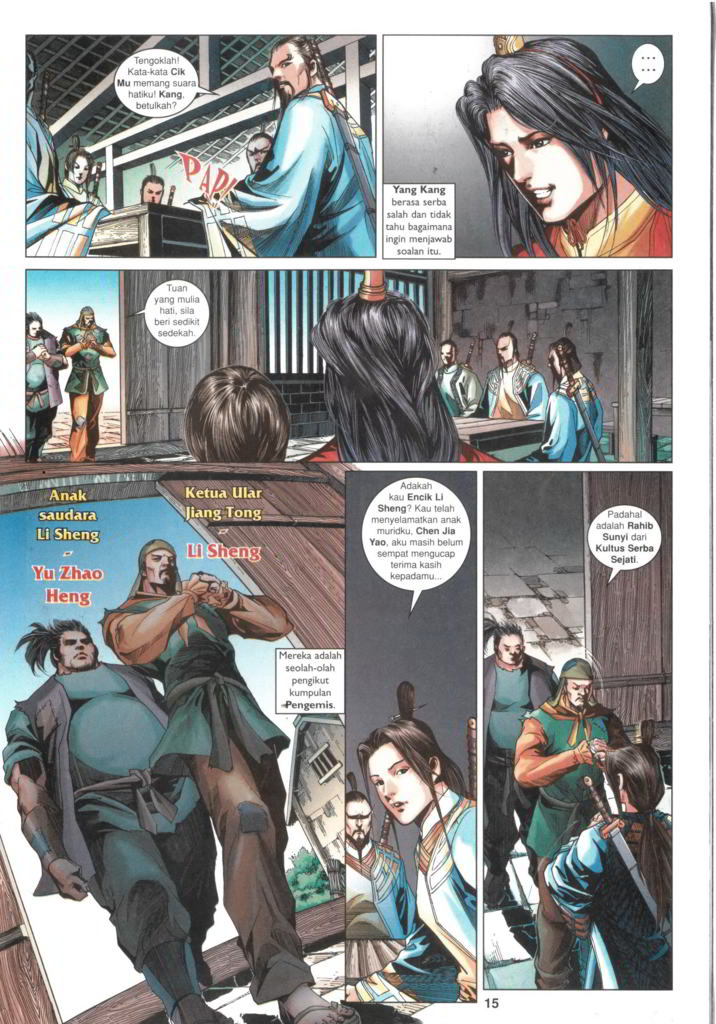 Tengoklah!
Kata-kata Cik
Mu memang suara
hatiku! Kang,
betulkah?
PAP!
...
...
Yang Kang
berasa serba
salah dan tidak
tahu bagaimana
ingin menjawab
soalan itu.
Tuan
yang mulia
hati, sila
beri sedikit
sedekah.
Anak
saudara
Li Sheng
-
Yu Zhao
Heng
Ketua Ular
Jiang Tong
-
Li Sheng
Mereka adalah
seolah-olah
pengikut
kumpulan
Pengemis.
Adakah
kau Encik Li
Sheng? Kau telah
menyelamatkan anak
muridku, Chen Jia
Yao, aku masih belum
sempat mengucap
terima kasih
kepadamu...
Padahal
adalah Rahib
Sunyi dari
Kultus Serba
Sejati.
15